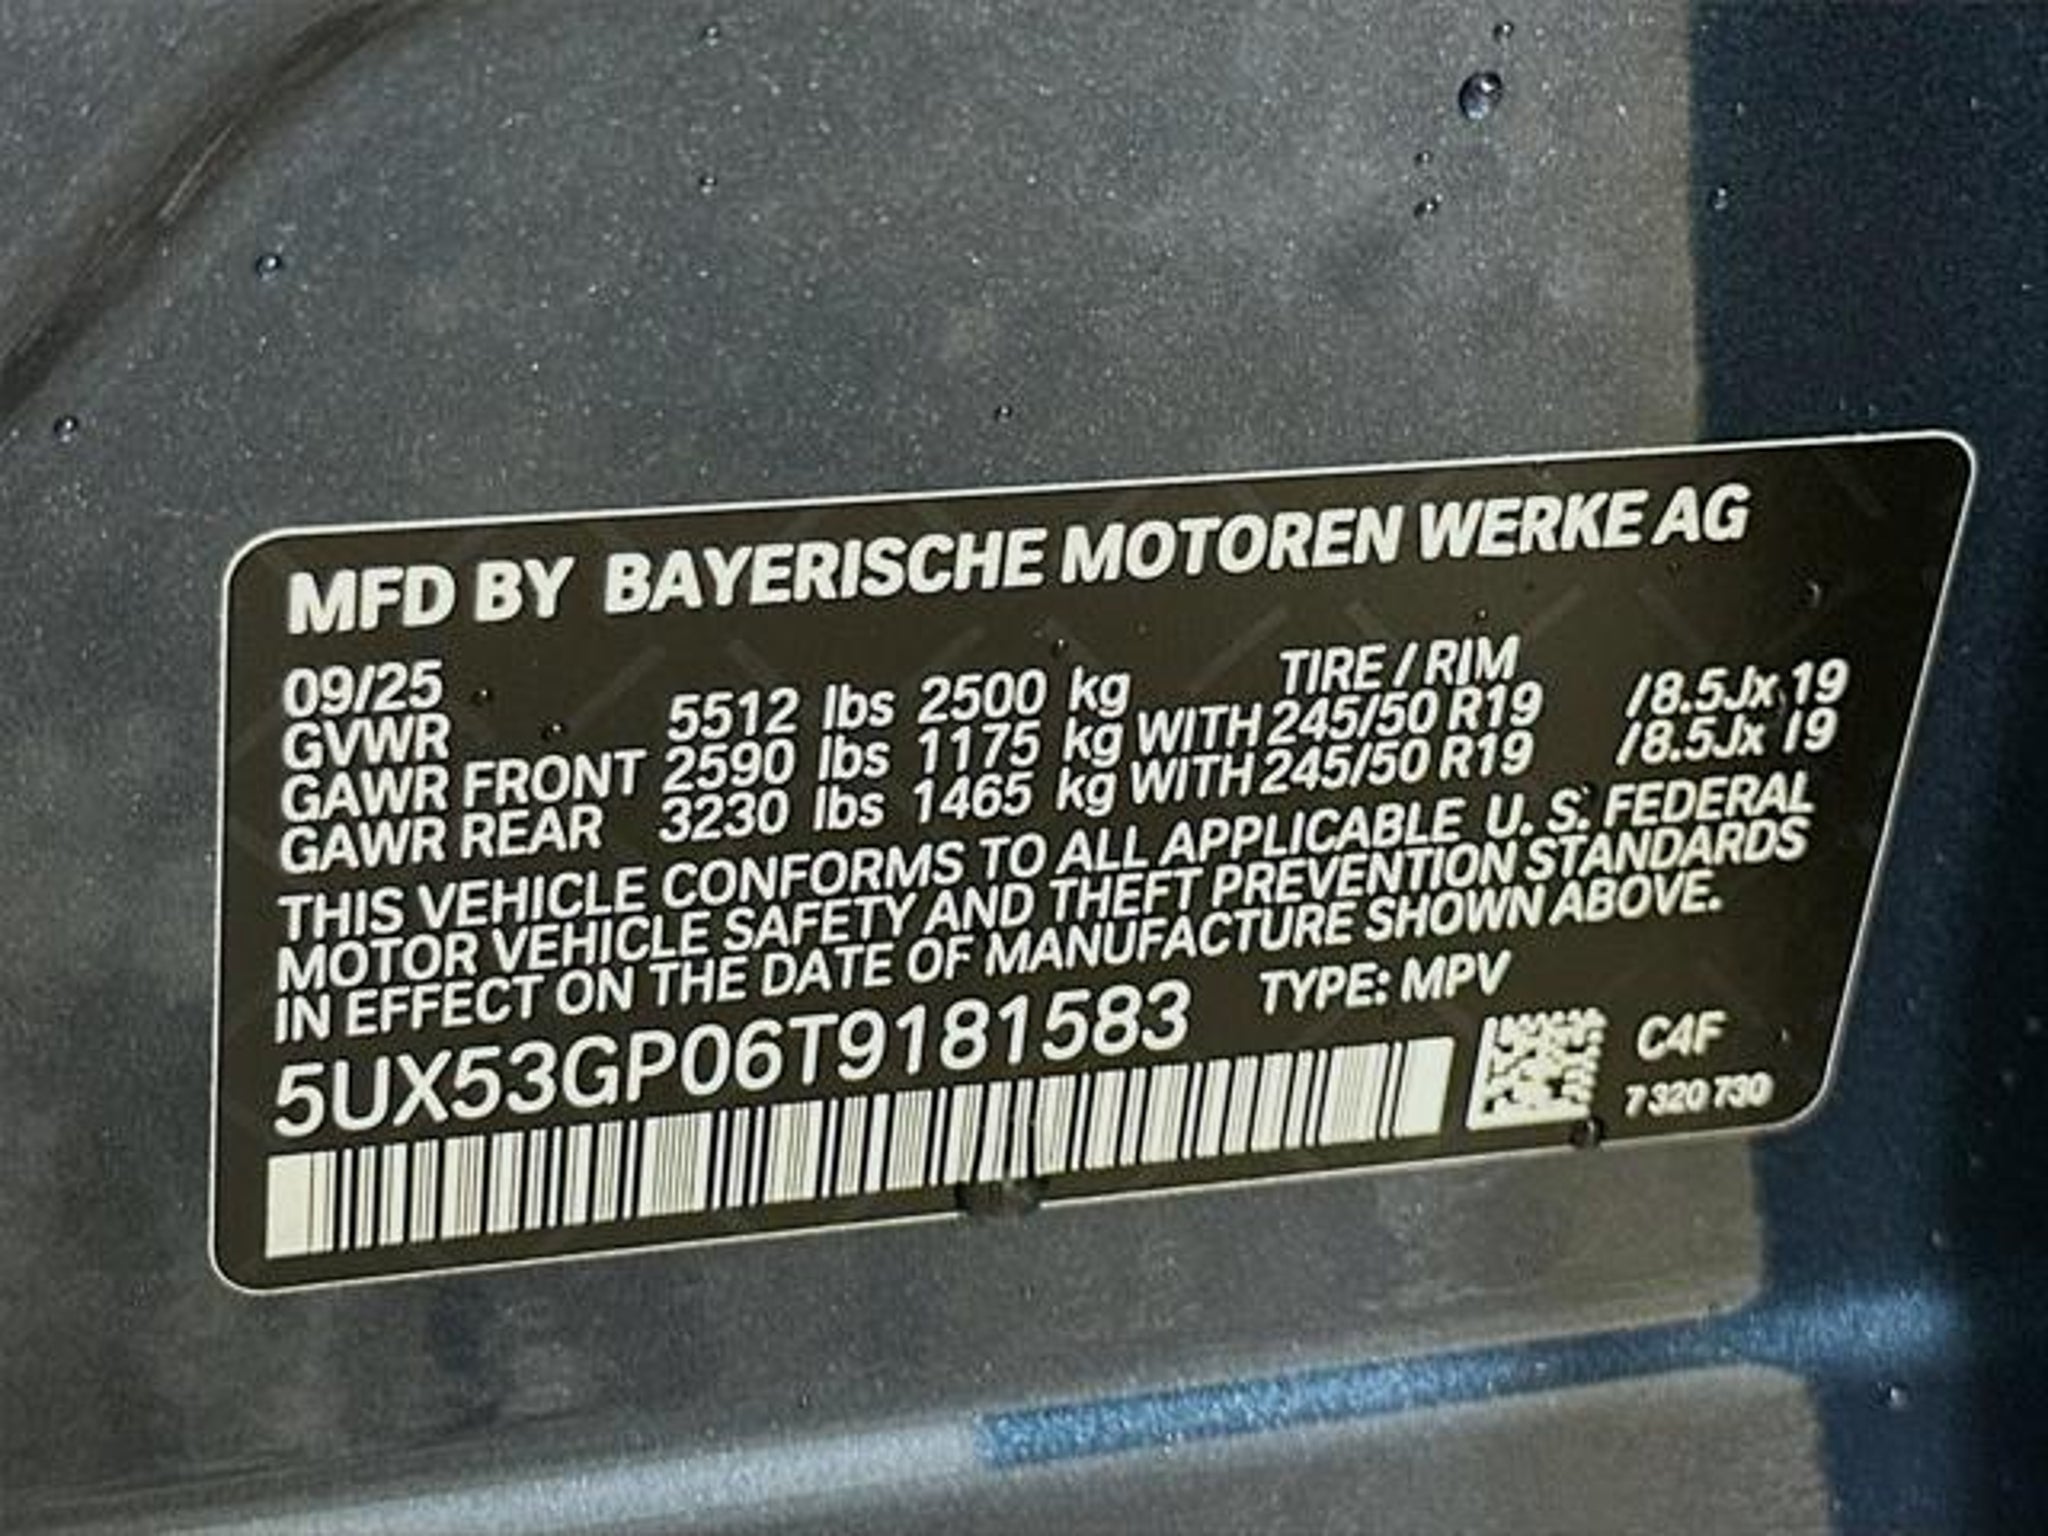 MFD BY BAYERISCHE MOTOREN WERKE AG
09/25 TIRE / RIM
GVWR 5512 lbs 2500 kg
GAWR FRONT 2590 lbs 1175 kg WITH 245/50 R19 /8.5Jx 19
GAWR REAR 3230 lbs 1465 kg WITH 245/50 R19 /8.5Jx 19
THIS VEHICLE CONFORMS TO ALL APPLICABLE U. S. FEDERAL
MOTOR VEHICLE SAFETY AND THEFT PREVENTION STANDARDS
IN EFFECT ON THE DATE OF MANUFACTURE SHOWN ABOVE.
5UX53GP06T9181583 TYPE: MPV
C4F
7 320 730